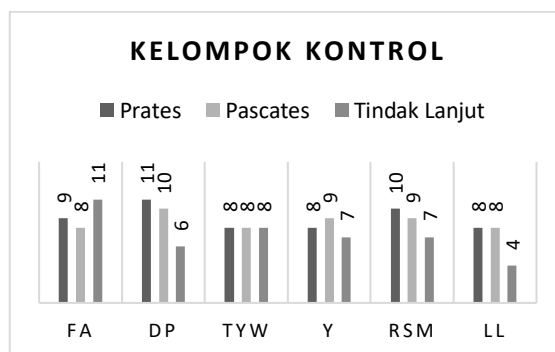 KELOMPOK KONTROL
Prates Pascates Tindak Lanjut
9 8 11 11 10 6 8 8 8 8 9 7 10 9 7 8 8 4
FA DP TYW Y RSM LL